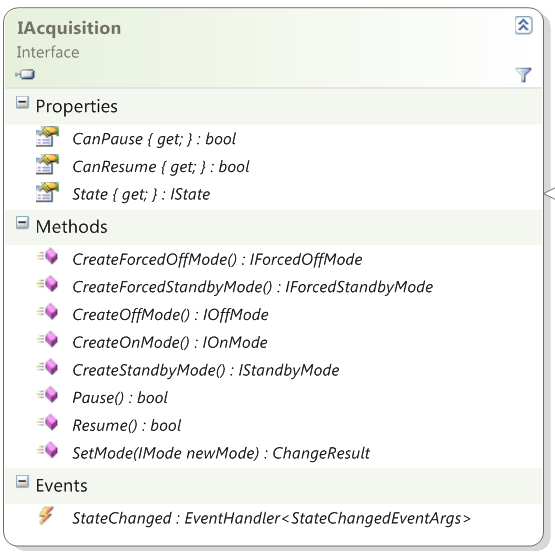 IAcquisition
Interface
Properties
CanPause { get; } : bool
CanResume { get; } : bool
State { get; } : IState
Methods
CreateForcedOffMode() : IForcedOffMode
CreateForcedStandbyMode() : IForcedStandbyMode
CreateOffMode() : IOffMode
CreateOnMode() : IOnMode
CreateStandbyMode() : IStandbyMode
Pause() : bool
Resume() : bool
SetMode(IMode newMode) : ChangeResult
Events
StateChanged : EventHandler<StateChangedEventArgs>